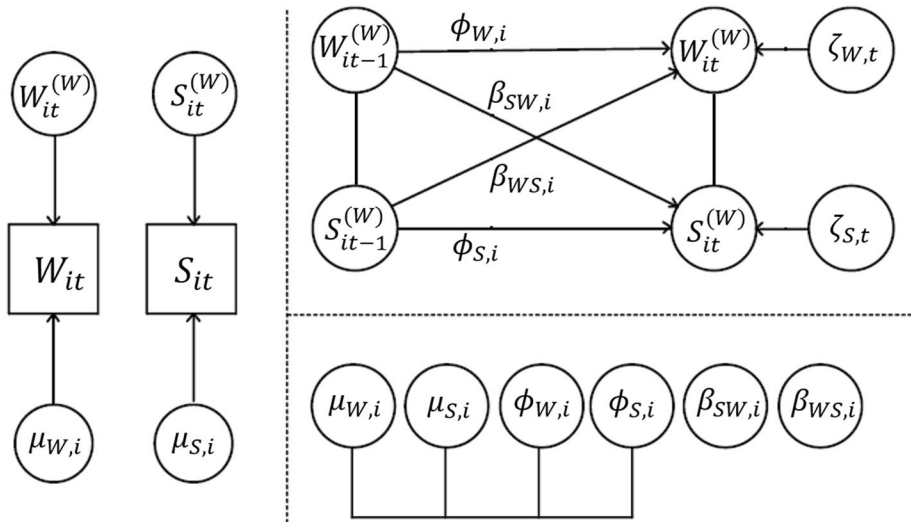 W_{it}^{(W)} S_{it}^{(W)}
W_{it} S_{it}
μ_{W,i} μ_{S,i}
W_{it-1}^{(W)} ϕ_{W,i} W_{it}^{(W)} ζ_{W,t}
β_{SW,i}
β_{WS,i}
S_{it-1}^{(W)} ϕ_{S,i} S_{it}^{(W)} ζ_{S,t}
μ_{W,i} μ_{S,i} ϕ_{W,i} ϕ_{S,i} β_{SW,i} β_{WS,i}